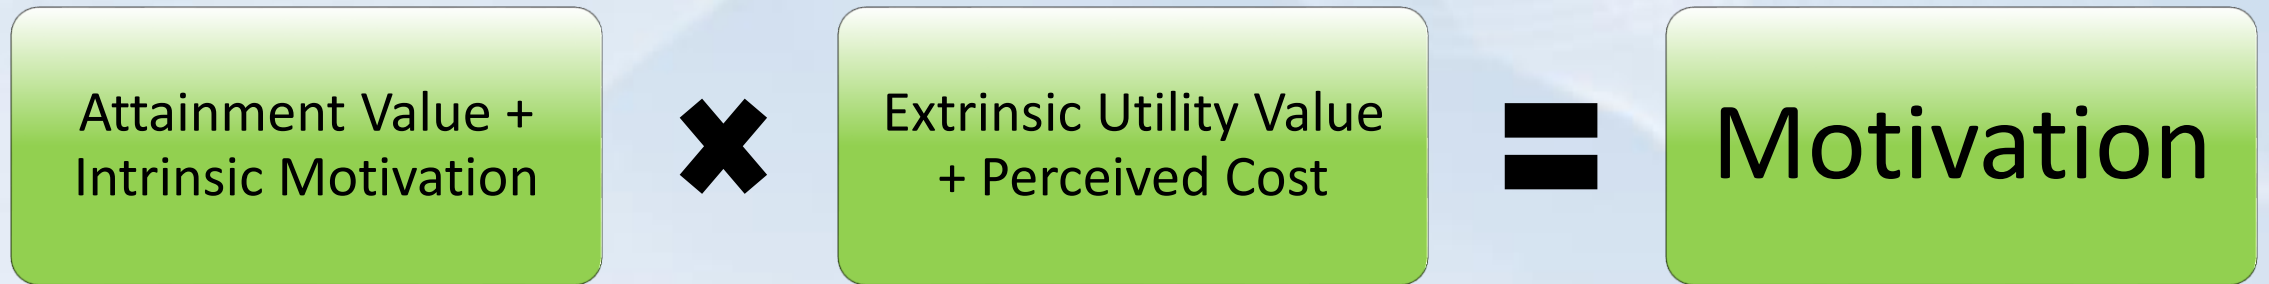 Attainment Value +
Intrinsic Motivation
✖
Extrinsic Utility Value
+ Perceived Cost
=
Motivation